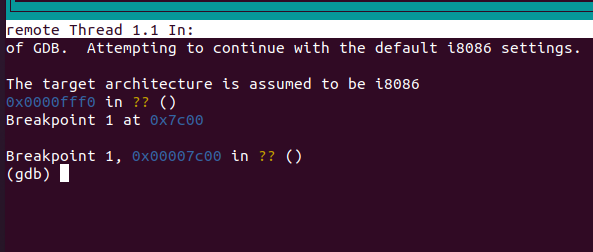 remote Thread 1.1 In:
of GDB.  Attempting to continue with the default i8086 settings.
The target architecture is assumed to be i8086
0x0000fff0 in ?? ()
Breakpoint 1 at 0x7c00
Breakpoint 1, 0x00007c00 in ?? ()
(gdb)